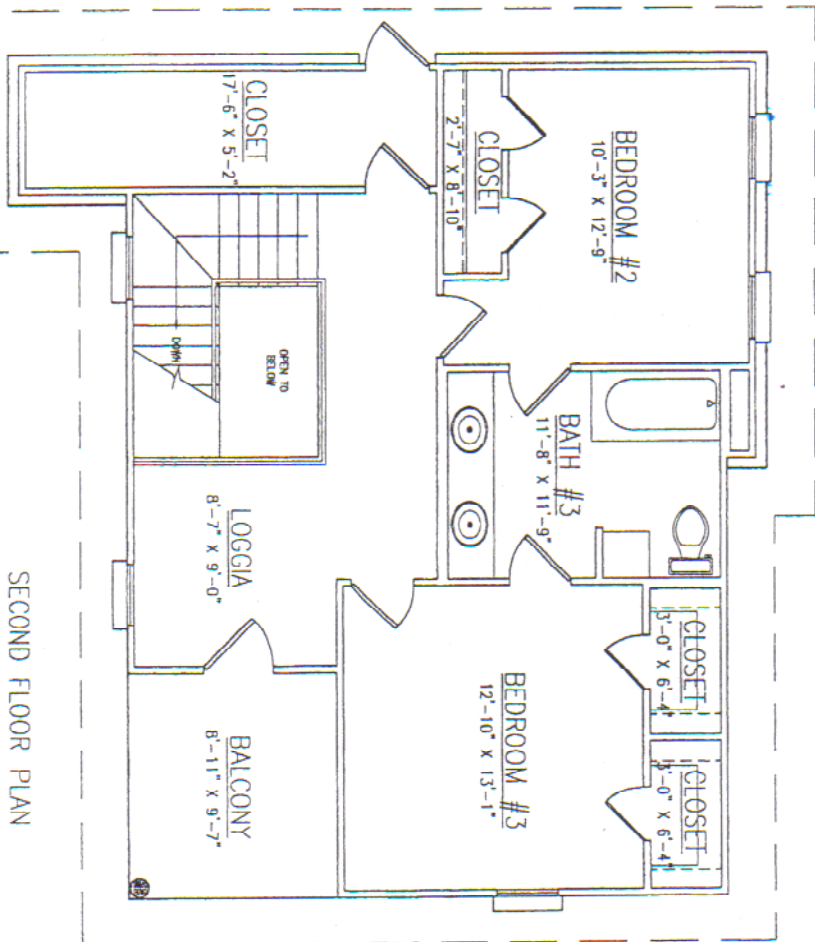 CLOSET
17'-6" X 5'-2"
CLOSET
2'-7" X 8'-10"
BEDROOM #2
10'-3" X 12'-9"
DOWN
OPEN TO
BELOW
BATH #3
11'-8" X 11'-9"
LOGGIA
8'-7" X 9'-0"
CLOSET
3'-0" X 6'-4"
BEDROOM #3
12'-10" X 13'-1"
CLOSET
3'-0" X 6'-4"
BALCONY
8'-11" X 9'-7"
SECOND FLOOR PLAN